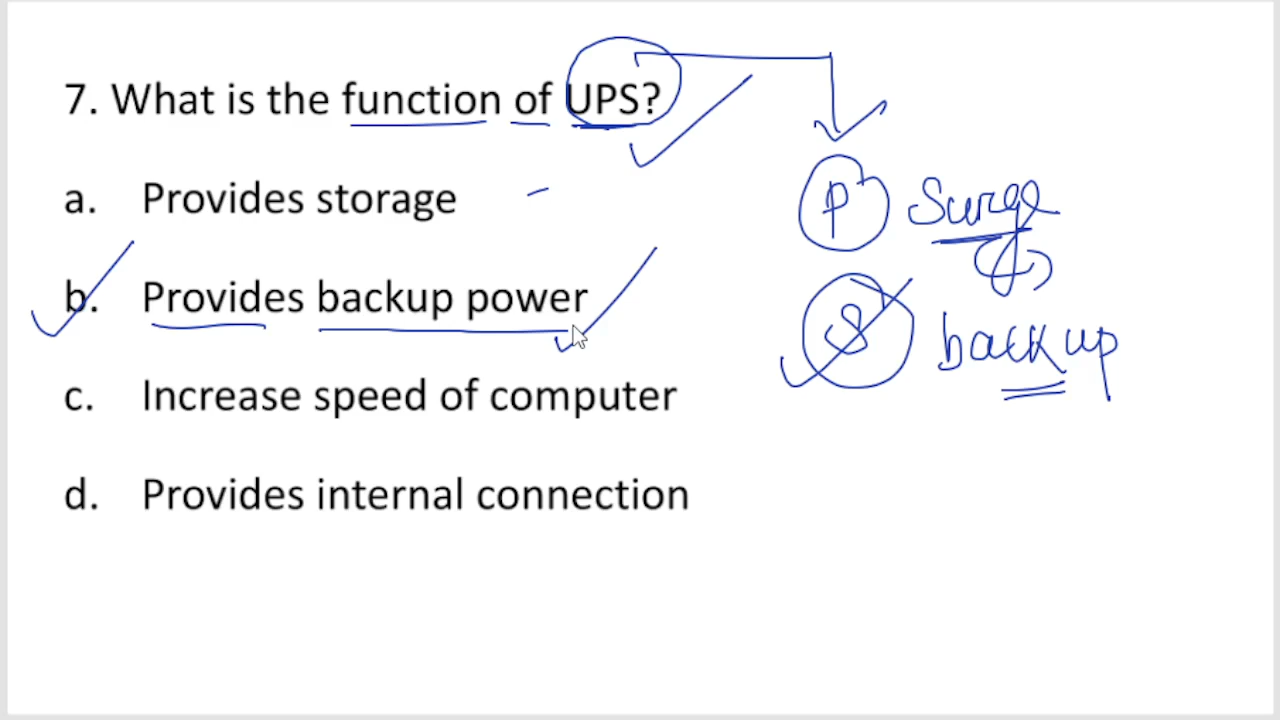 7. What is the function of UPS?
a. Provides storage
b. Provides backup power
c. Increase speed of computer
d. Provides internal connection
P Surge
S backup